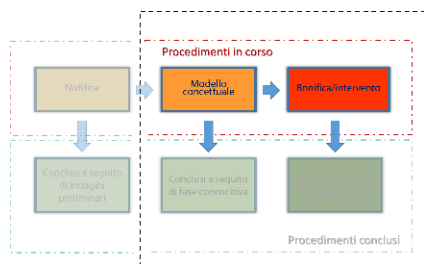 Procedimenti in corso
Notifica
Modello
concettuale
Bonifica/intervento
Conclusi a seguito
di indagini
preliminari
Conclusi a seguito
di fase conoscitiva
Procedimenti conclusi